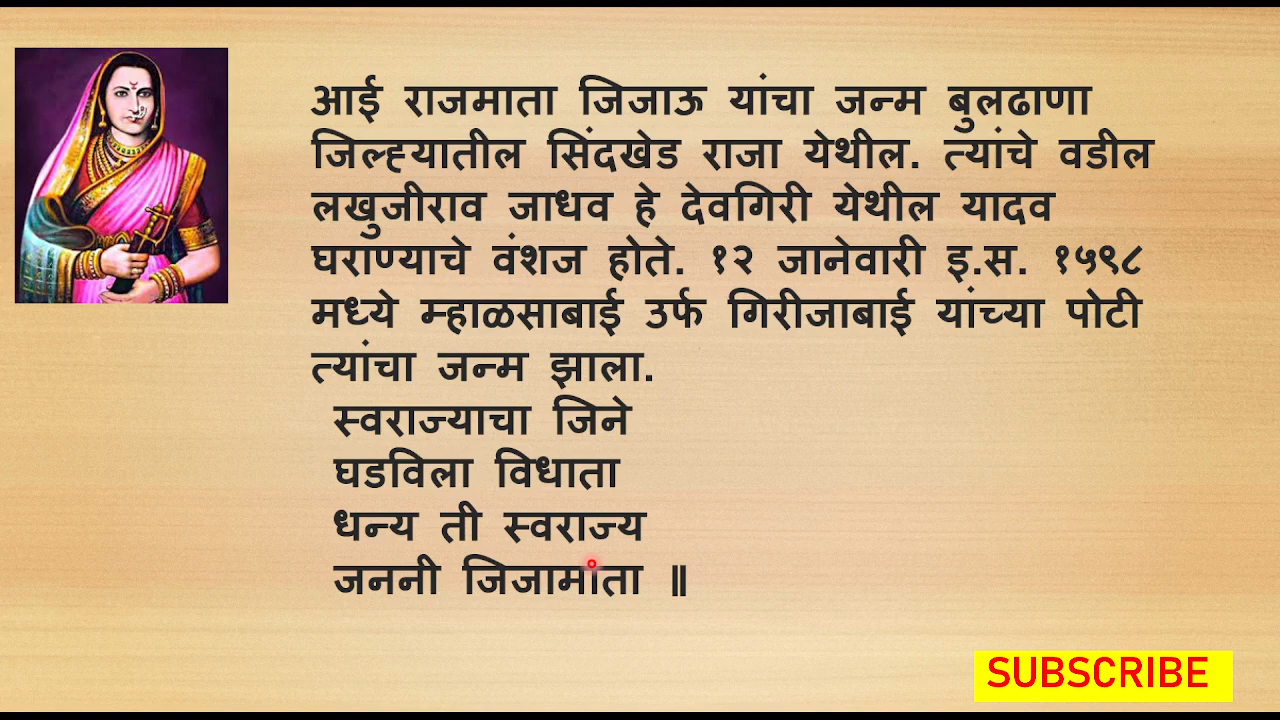 आई राजमाता जिजाऊ यांचा जन्म बुलढाणा
जिल्ह्यातील सिंदखेड राजा येथील. त्यांचे वडील
लखुजीराव जाधव हे देवगिरी येथील यादव
घराण्याचे वंशज होते. १२ जानेवारी इ.स. १५९८
मध्ये म्हाळसाबाई उर्फ गिरीजाबाई यांच्या पोटी
त्यांचा जन्म झाला.
स्वराज्याचा जिने
घडविला विधाता
धन्य ती स्वराज्य
जननी जिजामाता ॥
SUBSCRIBE